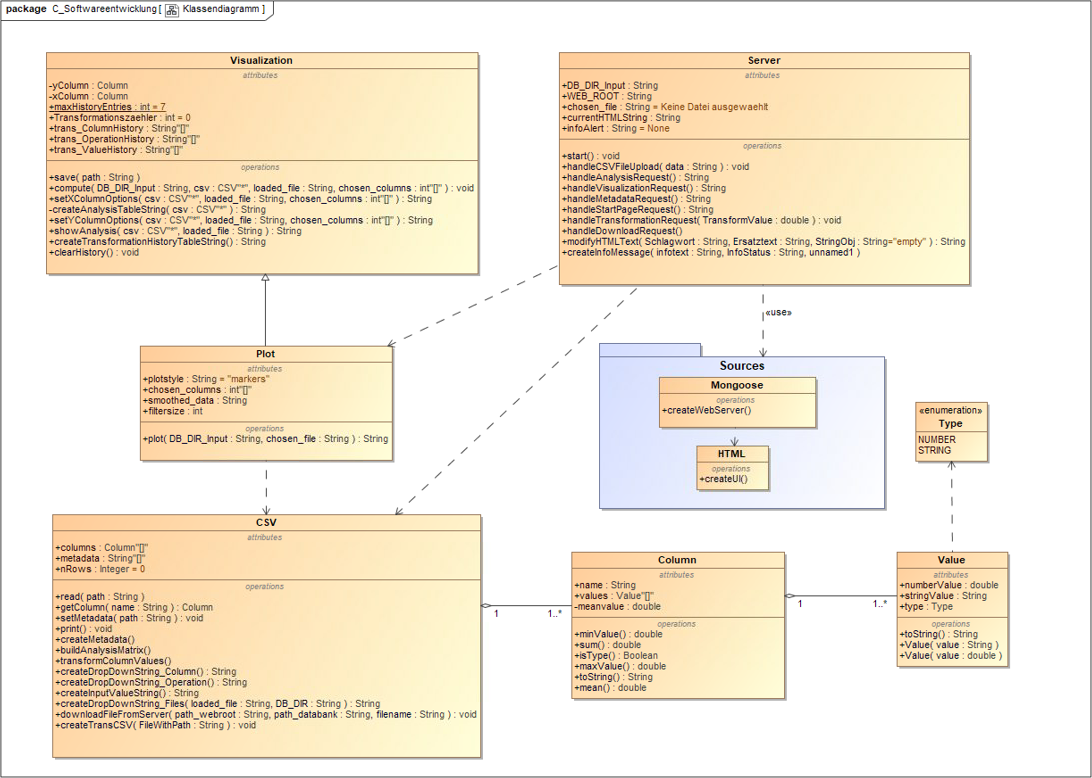 package C_Softwareentwicklung [ Klassendiagramm ]
Visualization
attributes
-yColumn : Column
-xColumn : Column
+maxHistoryEntries : int = 7
+Transformationszaehler : int = 0
+trans_ColumnHistory : String"[]"
+trans_OperationHistory : String"[]"
+trans_ValueHistory : String"[]"
operations
+save( path : String )
+compute( DB_DIR_Input : String, csv : CSV"*", loaded_file : String, chosen_columns : int"[]" ) : void
+setXColumnOptions( csv : CSV"*", loaded_file : String, chosen_columns : int"[]" ) : String
-createAnalysisTableString( csv : CSV"*" ) : String
+setYColumnOptions( csv : CSV"*", loaded_file : String, chosen_columns : int"[]" ) : String
+showAnalysis( csv : CSV"*", loaded_file : String ) : String
+createTransformationHistoryTableString() : String
+clearHistory() : void
Server
attributes
+DB_DIR_Input : String
+WEB_ROOT : String
+chosen_file : String = Keine Datei ausgewaehlt
+currentHTMLString : String
+infoAlert : String = None
operations
+start() : void
+handleCSVFileUpload( data : String ) : void
+handleAnalysisRequest() : String
+handleVisualizationRequest() : String
+handleMetadataRequest() : String
+handleStartPageRequest() : String
+handleTransformationRequest( TransformValue : double ) : void
+handleDownloadRequest()
+modifyHTMLText( Schlagwort : String, Ersatztext : String, StringObj : String="empty" ) : String
+createInfoMessage( infotext : String, InfoStatus : String, unnamed1 )
«use»
Plot
attributes
+plotstyle : String = "markers"
+chosen_columns : int"[]"
+smoothed_data : String
+filtersize : int
operations
+plot( DB_DIR_Input : String, chosen_file : String ) : String
Sources
Mongoose
operations
+createWebServer()
HTML
operations
+createUI()
«enumeration»
Type
NUMBER
STRING
CSV
attributes
+columns : Column"[]"
+metadata : String"[]"
+nRows : Integer = 0
operations
+read( path : String )
+getColumn( name : String ) : Column
+setMetadata( path : String ) : void
+print() : void
+createMetadata()
+buildAnalysisMatrix()
+transformColumnValues()
+createDropDownString_Column() : String
+createDropDownString_Operation() : String
+createInputValueString() : String
+createDropDownString_Files( loaded_file : String, DB_DIR : String ) : String
+downloadFileFromServer( path_webroot : String, path_databank : String, filename : String ) : void
+createTransCSV( FileWithPath : String ) : void
1
1..*
Column
attributes
+name : String
+values : Value"[]"
-meanvalue : double
operations
+minValue() : double
+sum() : double
+isType() : Boolean
+maxValue() : double
+toString() : String
+mean() : double
1
1..*
Value
attributes
+numberValue : double
+stringValue : String
+type : Type
operations
+toString() : String
+Value( value : String )
+Value( value : double )